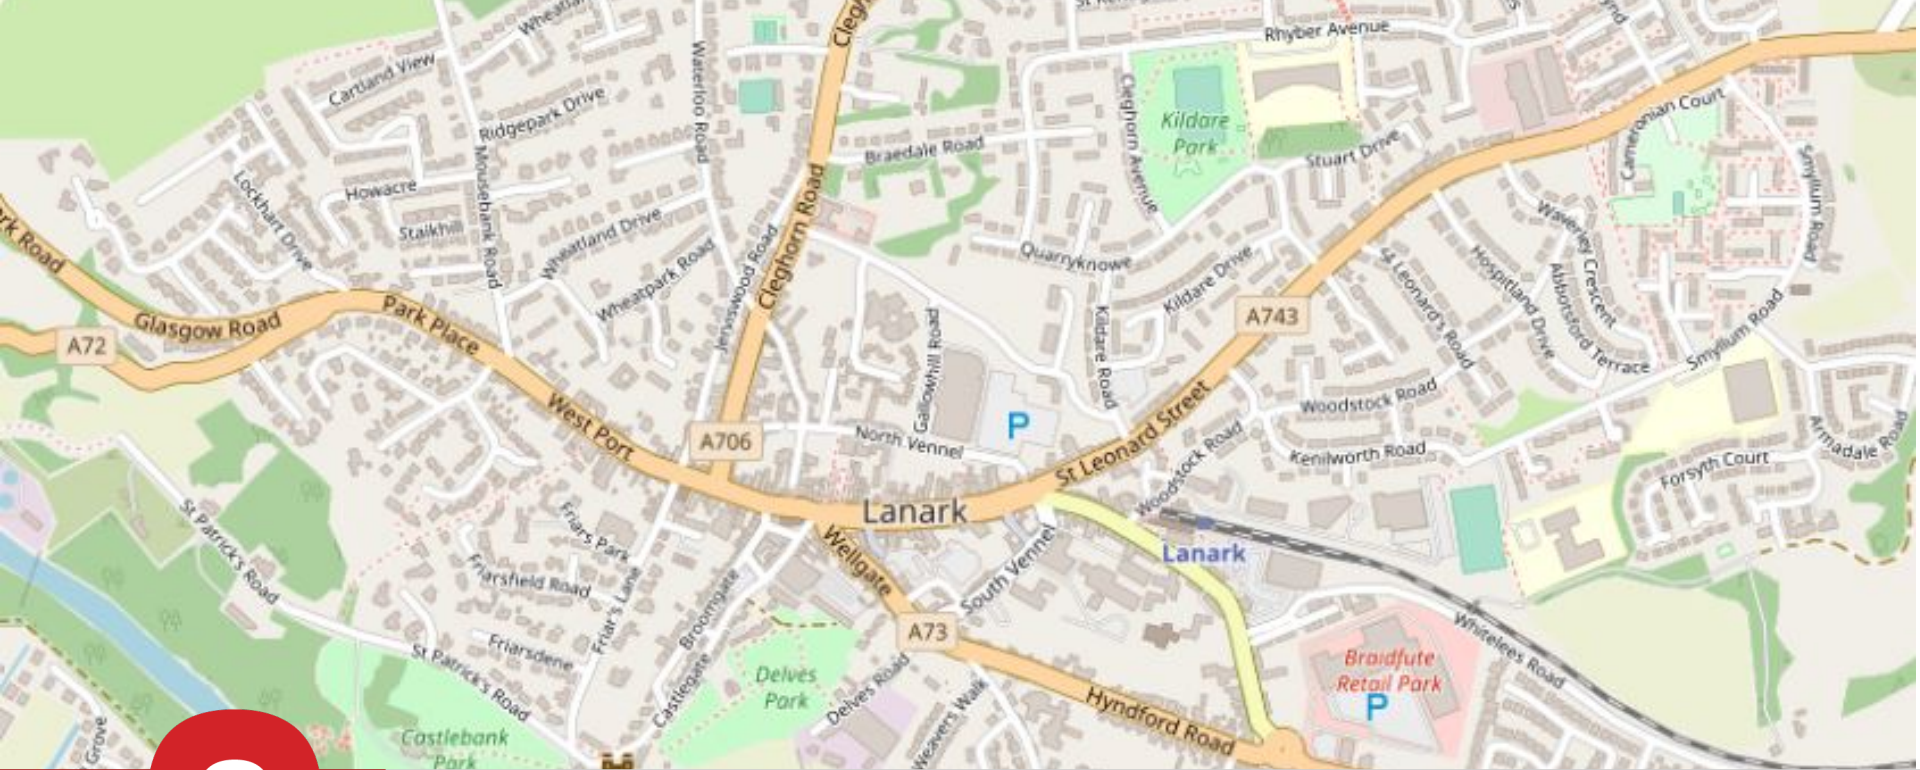 Rhyber Avenue
Cartland View
Ridgepark Drive
Waterloo Road
Cleghorn Avenue
Kildare
Park
Cameronian Court
Stuart Drive
Braedale Road
Mousebank Road
Howacre
Lockhart Drive
Staikhill
Wheatland Drive
Wheatpark Road
Jerviswood Road
Cleghorn Road
Quarryknowe
Kildare Drive
Waverley Crescent
Smyllum Road
St Leonard's Road
Hospitland Drive
Abbotsford Terrace
Smyllum Road
Glasgow Road
Park Place
A72
A743
Gallowhill Road
Kildare Road
Woodstock Road
West Port
A706
P
North Vennel
St Leonard Street
Woodstock Road
Kenilworth Road
Forsyth Court
Armadale Road
Lanark
Lanark
St Patrick's Road
Friars Park
Friarsfield Road
Friar's Lane
Friarsdene
Broomgate
Wellgate
South Vennel
A73
Whitelees Road
Braidfute
Retail Park
P
Delves
Park
Delves Road
Castlegate
St Patrick's Road
Castlebank
Park
Weavers Walk
Hyndford Road
Grove